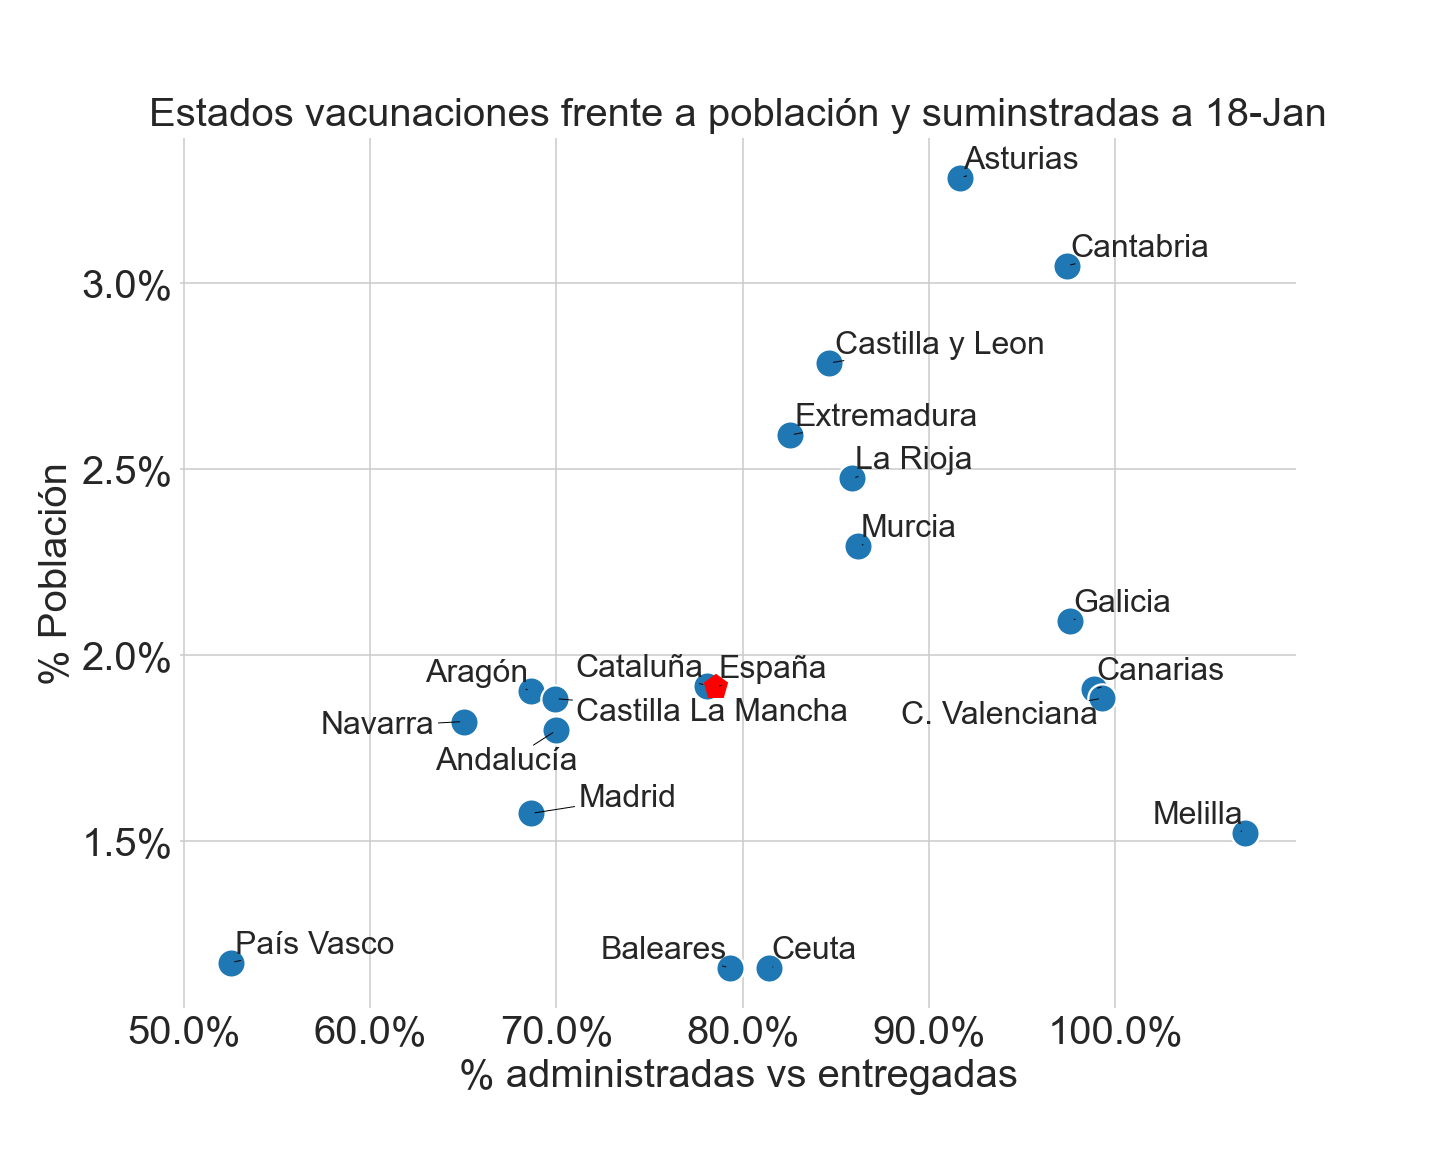 Estados vacunaciones frente a población y suminstradas a 18-Jan
Asturias
Cantabria
3.0%
Castilla y Leon
Extremadura
La Rioja
2.5%
Murcia
% Población
Galicia
2.0%
Cataluña
España
Aragón
Canarias
Castilla La Mancha
C. Valenciana
Navarra
Andalucía
Madrid
Melilla
1.5%
País Vasco
Baleares
Ceuta
50.0%
60.0%
70.0%
80.0%
90.0%
100.0%
% administradas vs entregadas